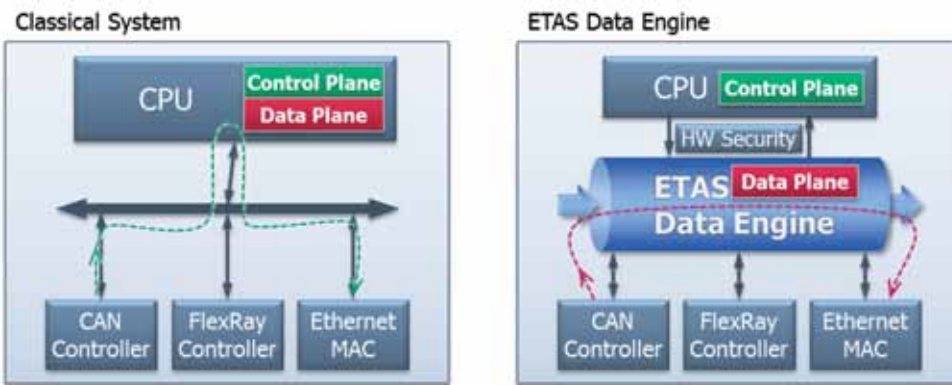 Classical System
CPU
Control Plane
Data Plane
CAN
Controller
FlexRay
Controller
Ethernet
MAC
ETAS Data Engine
CPU
Control Plane
HW Security
ETAS
Data Plane
Data Engine
CAN
Controller
FlexRay
Controller
Ethernet
MAC